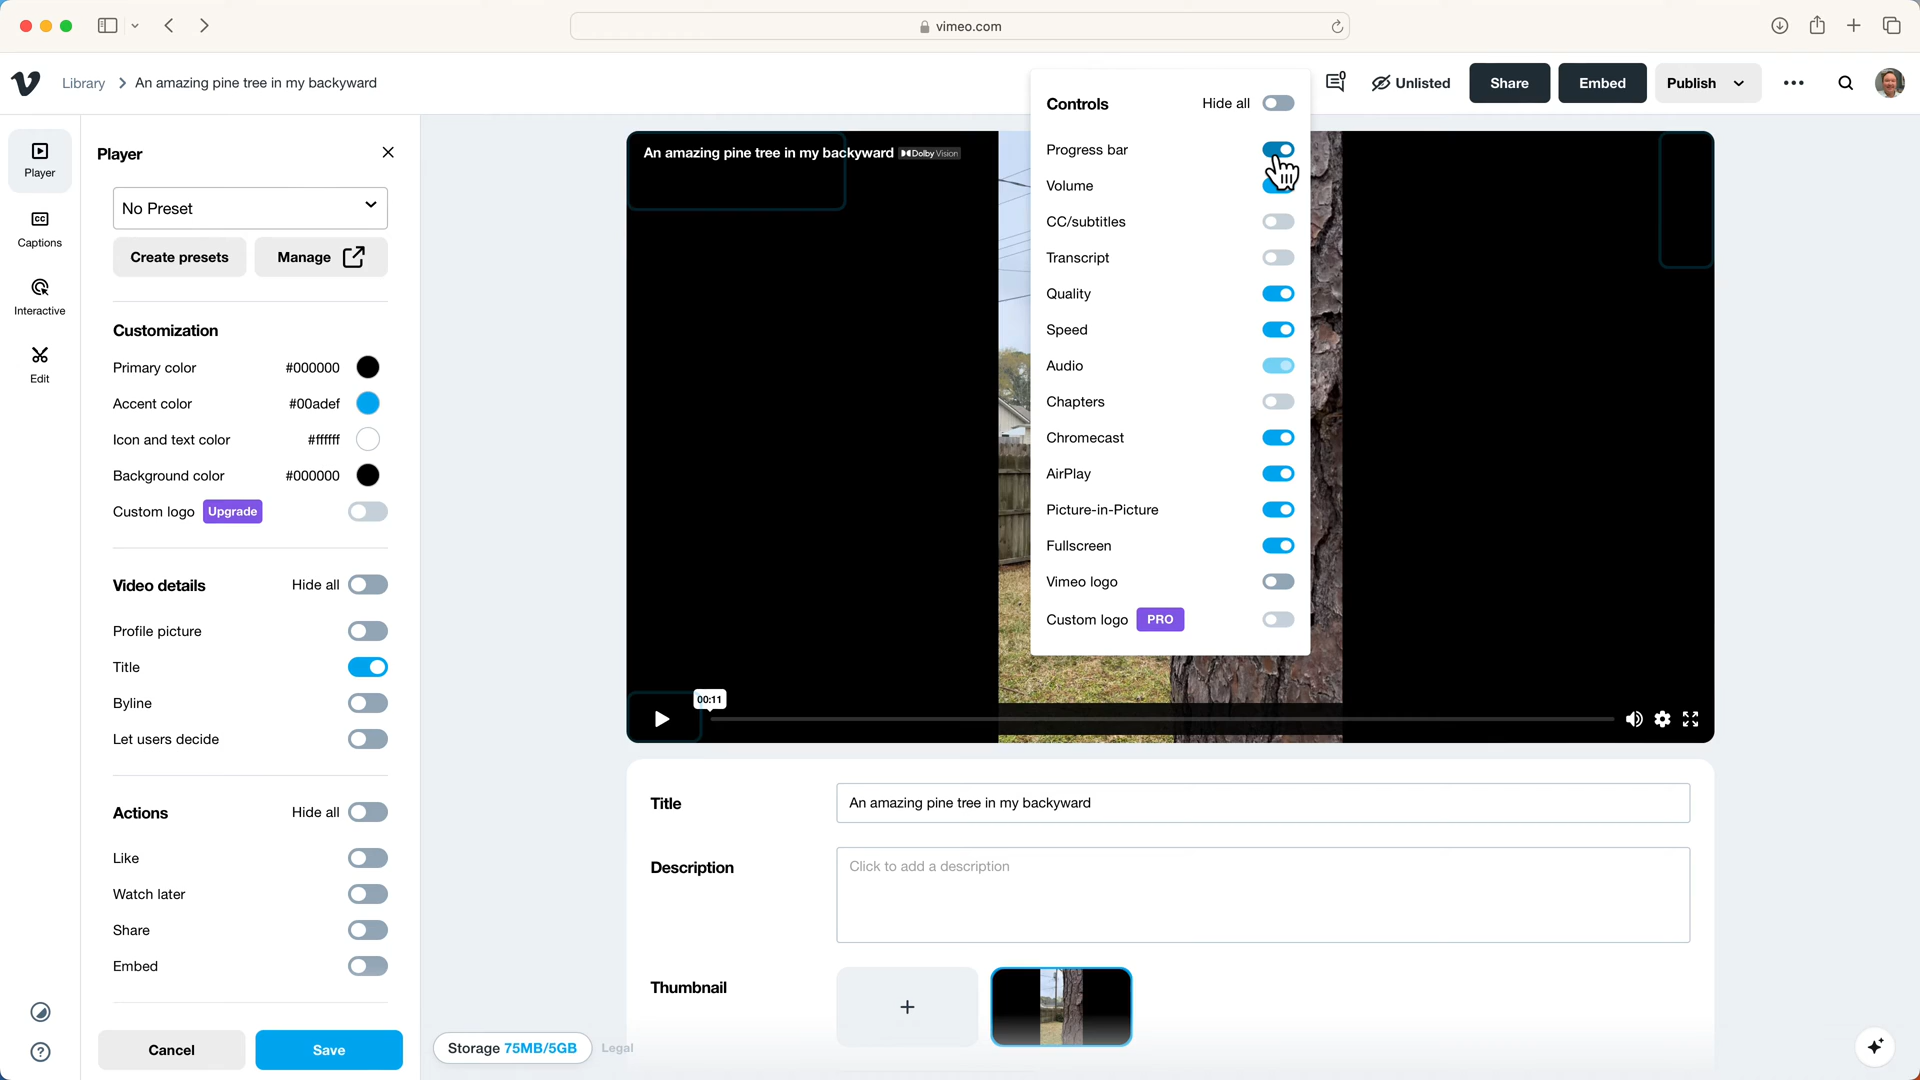 vimeo.com
Library > An amazing pine tree in my backyward
Unlisted
Share
Embed
Publish
Player
Captions
Interactive
Edit
Player
No Preset
Create presets
Manage
Customization
Primary color #000000
Accent color #00adef
Icon and text color #ffffff
Background color #000000
Custom logo Upgrade
Video details Hide all
Profile picture
Title
Byline
Let users decide
Actions Hide all
Like
Watch later
Share
Embed
Cancel
Save
An amazing pine tree in my backyward Dolby Vision
Controls Hide all
Progress bar
Volume
CC/subtitles
Transcript
Quality
Speed
Audio
Chapters
Chromecast
AirPlay
Picture-in-Picture
Fullscreen
Vimeo logo
Custom logo PRO
00:11
Title An amazing pine tree in my backyward
Description Click to add a description
Thumbnail
Storage 75MB/5GB
Legal